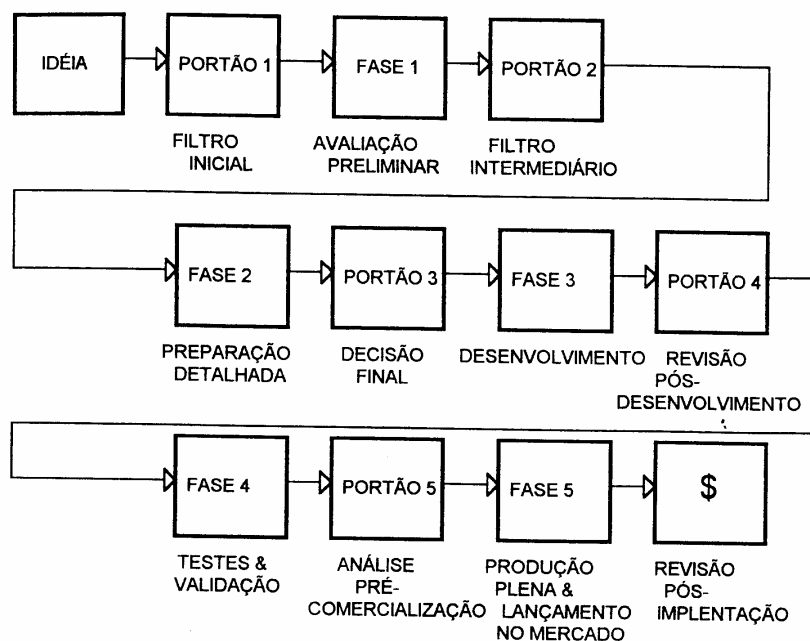 IDÉIA
PORTÃO 1
FASE 1
PORTÃO 2
FILTRO
INICIAL
AVALIAÇÃO
PRELIMINAR
FILTRO
INTERMEDIÁRIO
FASE 2
PORTÃO 3
FASE 3
PORTÃO 4
PREPARAÇÃO
DETALHADA
DECISÃO
FINAL
DESENVOLVIMENTO
REVISÃO
PÓS-
DESENVOLVIMENTO
FASE 4
PORTÃO 5
FASE 5
$
TESTES &
VALIDAÇÃO
ANÁLISE
PRÉ-
COMERCIALIZAÇÃO
PRODUÇÃO
PLENA &
LANÇAMENTO
NO MERCADO
REVISÃO
PÓS-
IMPLENTAÇÃO